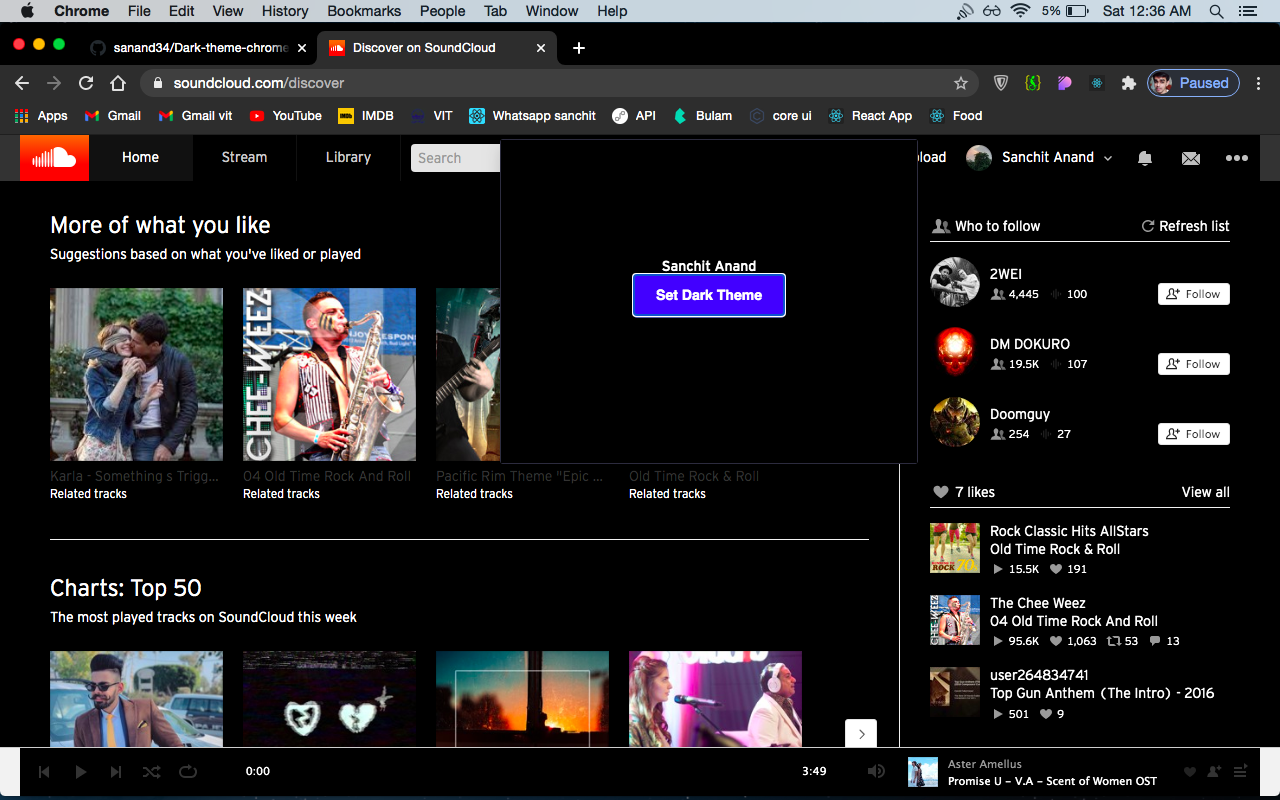 Chrome File Edit View History Bookmarks People Tab Window Help 5% Sat 12:36 AM
sanand34/Dark-theme-chrome Discover on SoundCloud
soundcloud.com/discover Paused
Apps Gmail Gmail vit YouTube IMDB VIT Whatsapp sanchit API Bulam core ui React App Food
Home Stream Library Search load Sanchit Anand
More of what you like
Suggestions based on what you've liked or played
CHEE-WEEZ
Karla - Something s Trigg... 04 Old Time Rock And Roll Pacific Rim Theme "Epic ... Old Time Rock & Roll
Related tracks Related tracks Related tracks Related tracks
Sanchit Anand
Set Dark Theme
Who to follow Refresh list
2WEI
4,445 100 Follow
DM DOKURO
19.5K 107 Follow
Doomguy
254 27 Follow
7 likes View all
Rock Classic Hits AllStars
Old Time Rock & Roll
15.5K 191
The Chee Weez
04 Old Time Rock And Roll
95.6K 1,063 53 13
user264834741
Top Gun Anthem (The Intro) - 2016
501 9
Charts: Top 50
The most played tracks on SoundCloud this week
0:00 3:49
Aster Amellus
Promise U – V.A – Scent of Women OST